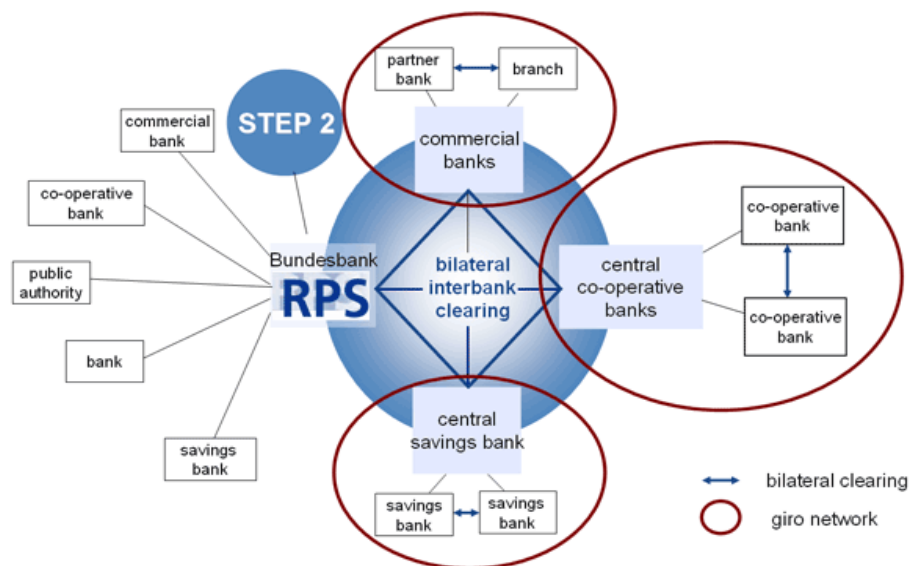 partner
bank
branch
STEP 2
commercial
bank
commercial
banks
co-operative
bank
co-operative
bank
public
authority
Bundesbank
RPS
bilateral
interbank
clearing
central
co-operative
banks
co-operative
bank
bank
savings
bank
central
savings bank
savings
bank
savings
bank
bilateral clearing
giro network